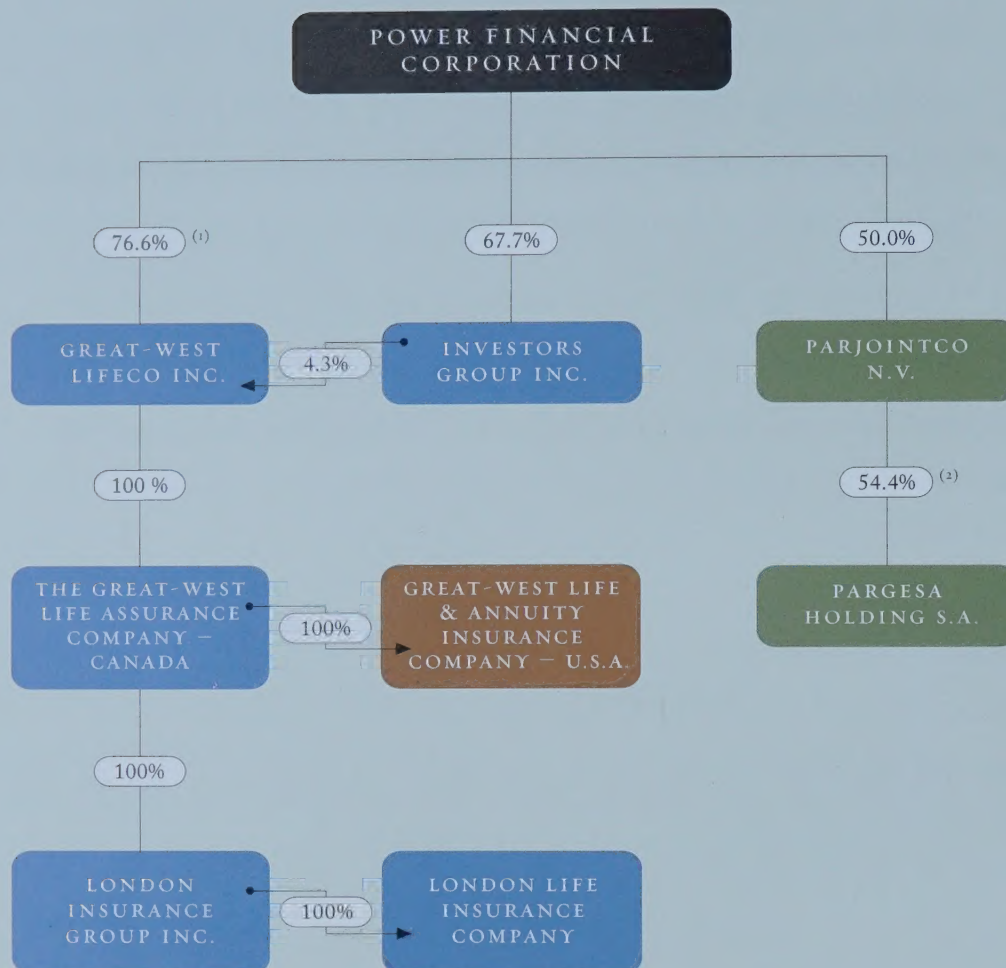 POWER FINANCIAL
CORPORATION
76.6% (1)
67.7%
50.0%
GREAT-WEST
LIFECO INC.
4.3%
INVESTORS
GROUP INC.
PARJOINTCO
N.V.
100 %
54.4% (2)
THE GREAT-WEST
LIFE ASSURANCE
COMPANY –
CANADA
100%
GREAT-WEST LIFE
& ANNUITY
INSURANCE
COMPANY – U.S.A.
PARGESA
HOLDING S.A.
100%
LONDON
INSURANCE
GROUP INC.
100%
LONDON LIFE
INSURANCE
COMPANY